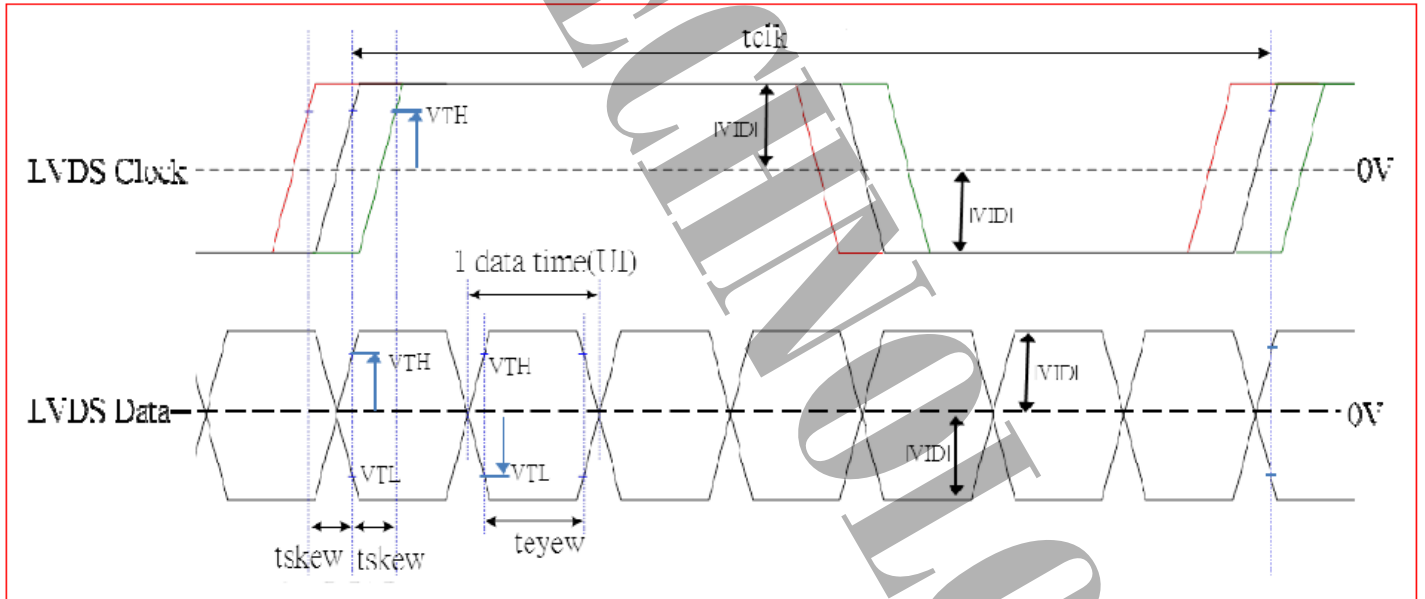 tclk
VTH
|VID|
LVDS Clock
0V
|VID|
1 data time(UI)
VTH
VTH
|VID|
LVDS Data
0V
|VID|
VTL
VTL
tskew
tskew
teyew